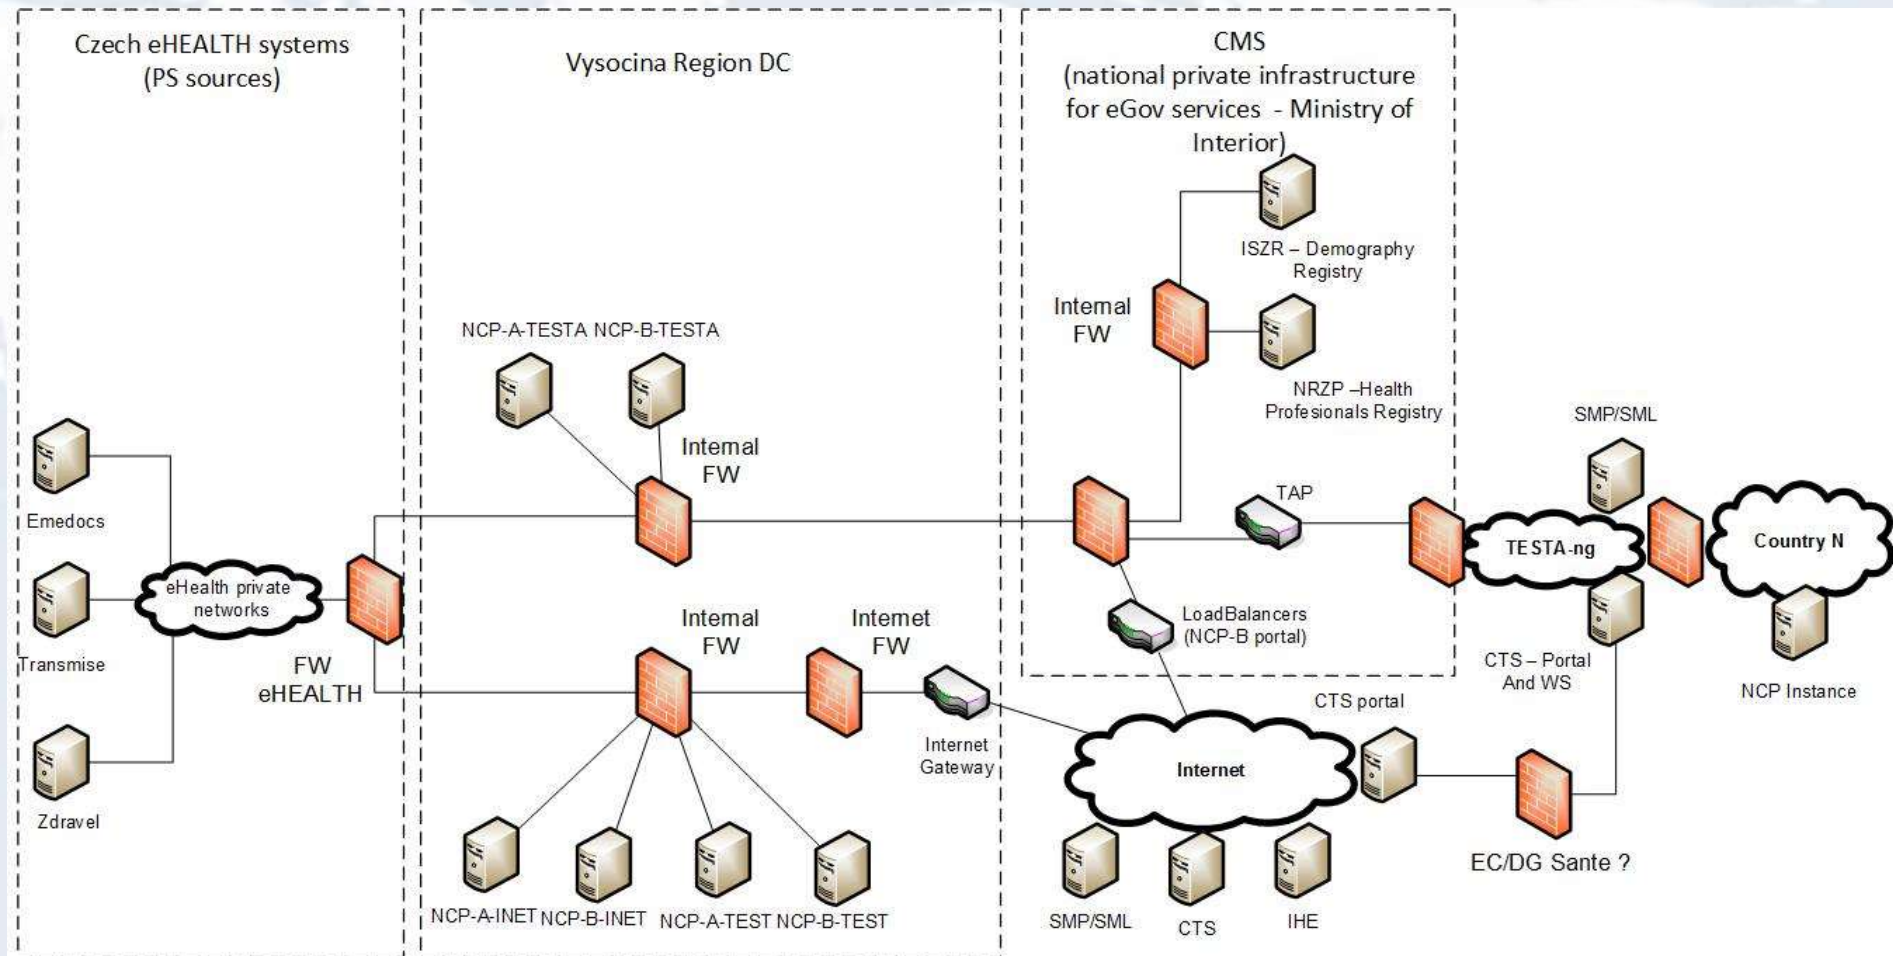 Czech eHEALTH systems
(PS sources)
Vysocina Region DC
CMS
(national private infrastructure
for eGov services - Ministry of
Interior)
ISZR – Demography
Registry
Internal
FW
NRZP –Health
Profesionals Registry
NCP-A-TESTA
NCP-B-TESTA
Internal
FW
Emedocs
eHealth private
networks
Transmise
FW
eHEALTH
Zdravel
Internal
FW
Internet
FW
Internet
Gateway
NCP-A-INET
NCP-B-INET
NCP-A-TEST
NCP-B-TEST
TAP
LoadBalancers
(NCP-B portal)
SMP/SML
TESTA-ng
Country N
CTS – Portal
And WS
NCP Instance
CTS portal
Internet
EC/DG Sante ?
SMP/SML
CTS
IHE